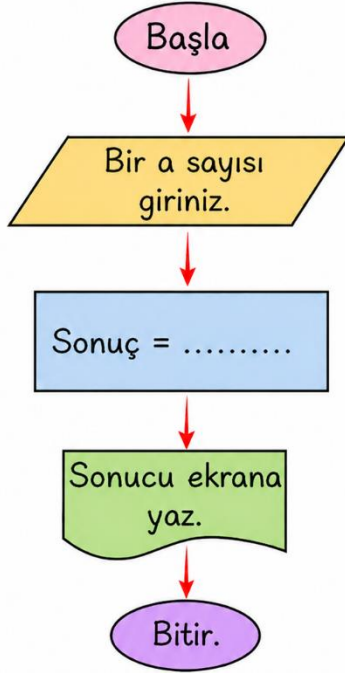 Başla
Bir a sayısı
giriniz.
Sonuç = ..........
Sonucu ekrana
yaz.
Bitir.